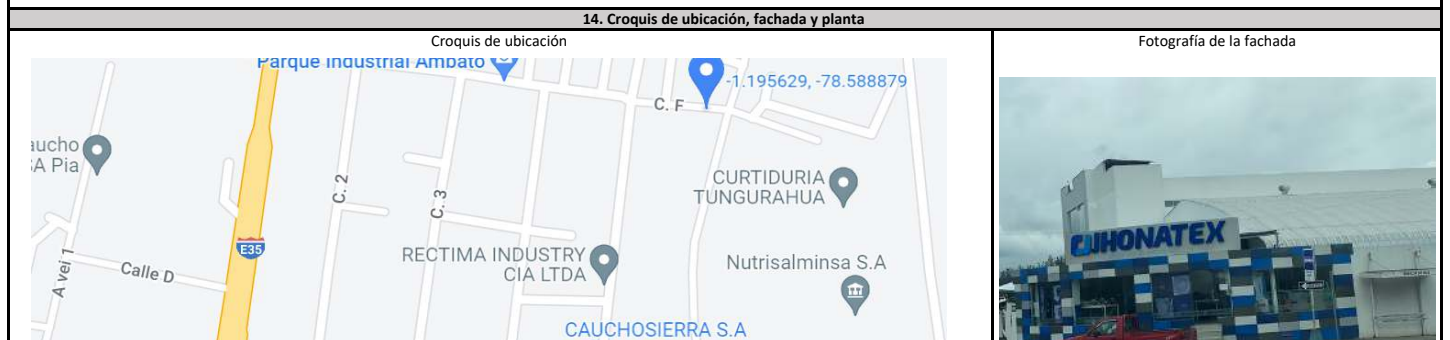 14. Croquis de ubicación, fachada y planta
Croquis de ubicación
Fotografía de la fachada
Parque Industrial Ambato
-1.195629, -78.588879
C. F
aucho
A Pia
CURTIDURIA
TUNGURAHUA
C. 2
C. 3
E35
RECTIMA INDUSTRY
CIA LTDA
Nutrisalminsa S.A
A vei 1
Calle D
CAUCHOSIERRA S.A
JHONATEX